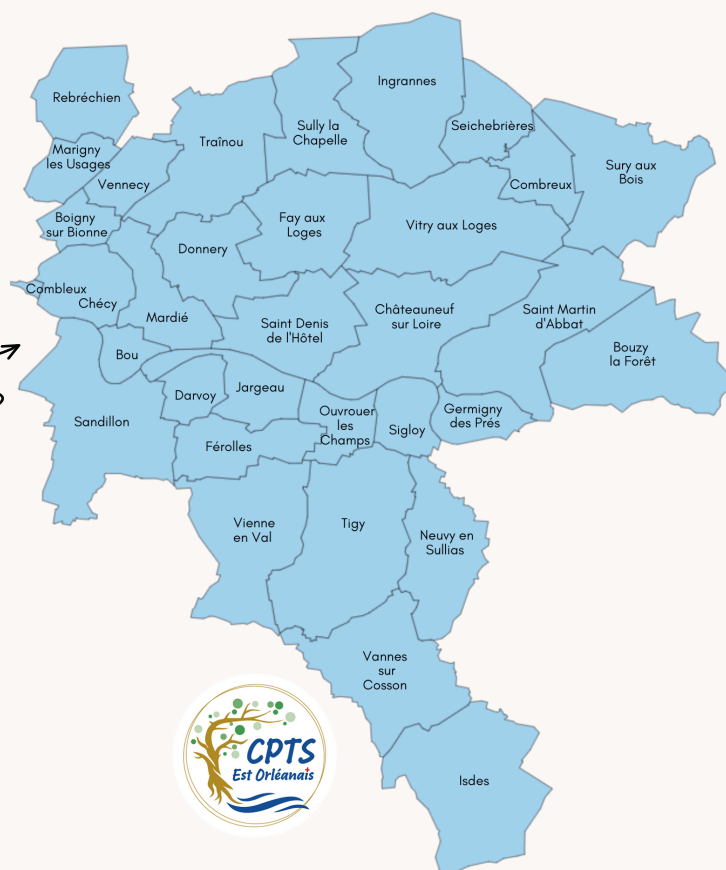 Ingrannes
Rebréchien
Seichebrières
Sully la
Chapelle
Traînou
Marigny
les Usages
Sury aux
Bois
Vennecy
Combreux
Boigny
sur Bionne
Fay aux
Loges
Vitry aux Loges
Donnery
Combleux
Chécy
Mardié
Saint Denis
de l'Hôtel
Châteauneuf
sur Loire
Saint Martin
d'Abbat
Bouzy
la Forêt
Bou
Jargeau
Darvoy
Sandillon
Ouvrouer
les
Champs
Sigloy
Germigny
des Prés
Férolles
Vienne
en Val
Tigy
Neuvy en
Sullias
Vannes
sur
Cosson
CPTS
Est Orléanais
Isdes